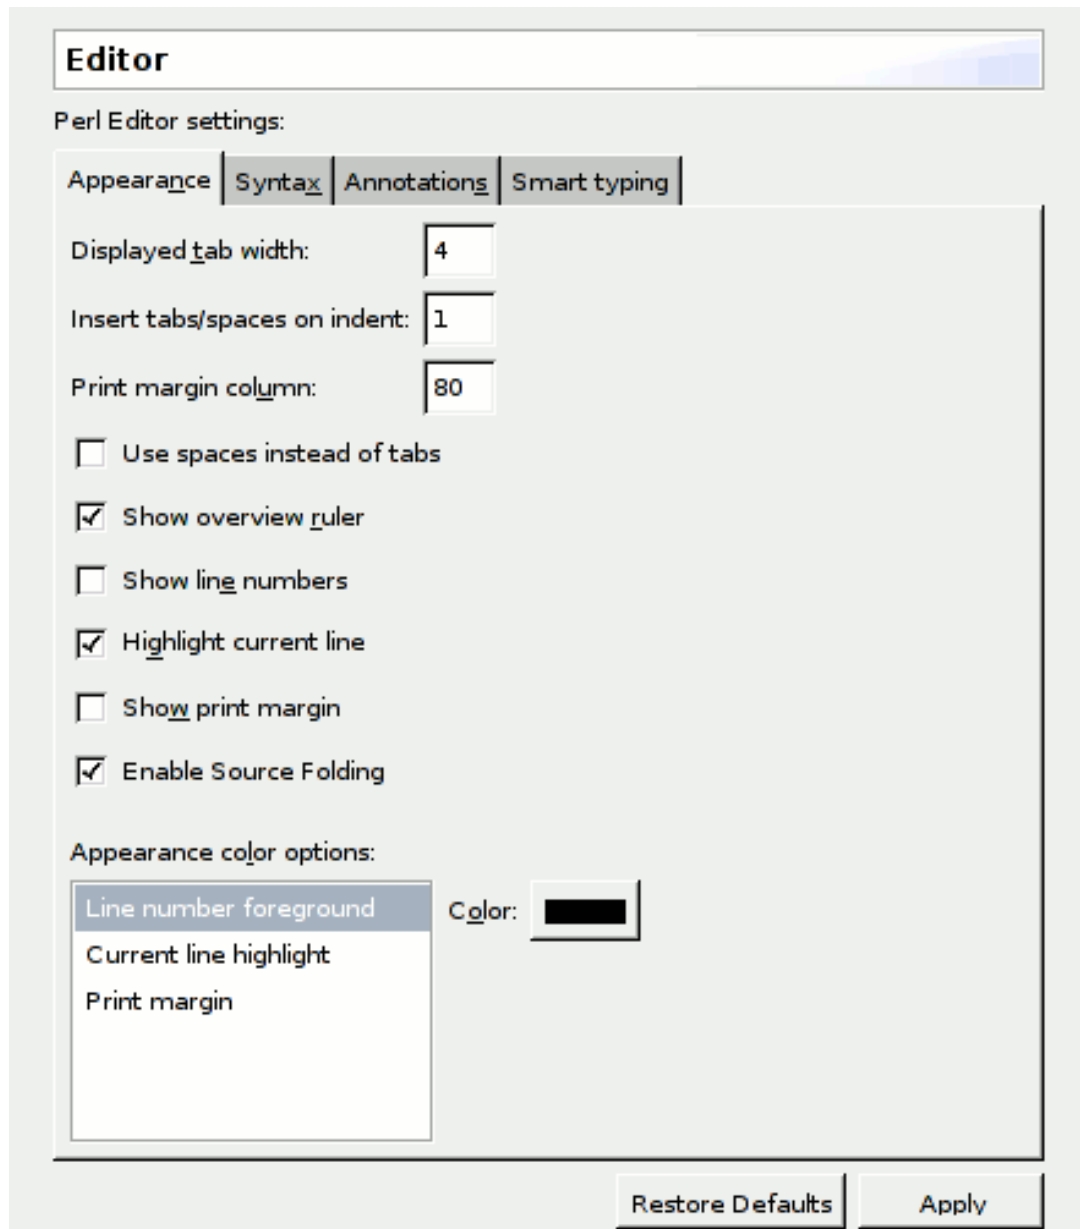 Editor
Perl Editor settings:
Appearance Syntax Annotations Smart typing
Displayed tab width: 4
Insert tabs/spaces on indent: 1
Print margin column: 80
Use spaces instead of tabs
Show overview ruler
Show line numbers
Highlight current line
Show print margin
Enable Source Folding
Appearance color options:
Line number foreground Color:
Current line highlight
Print margin
Restore Defaults Apply